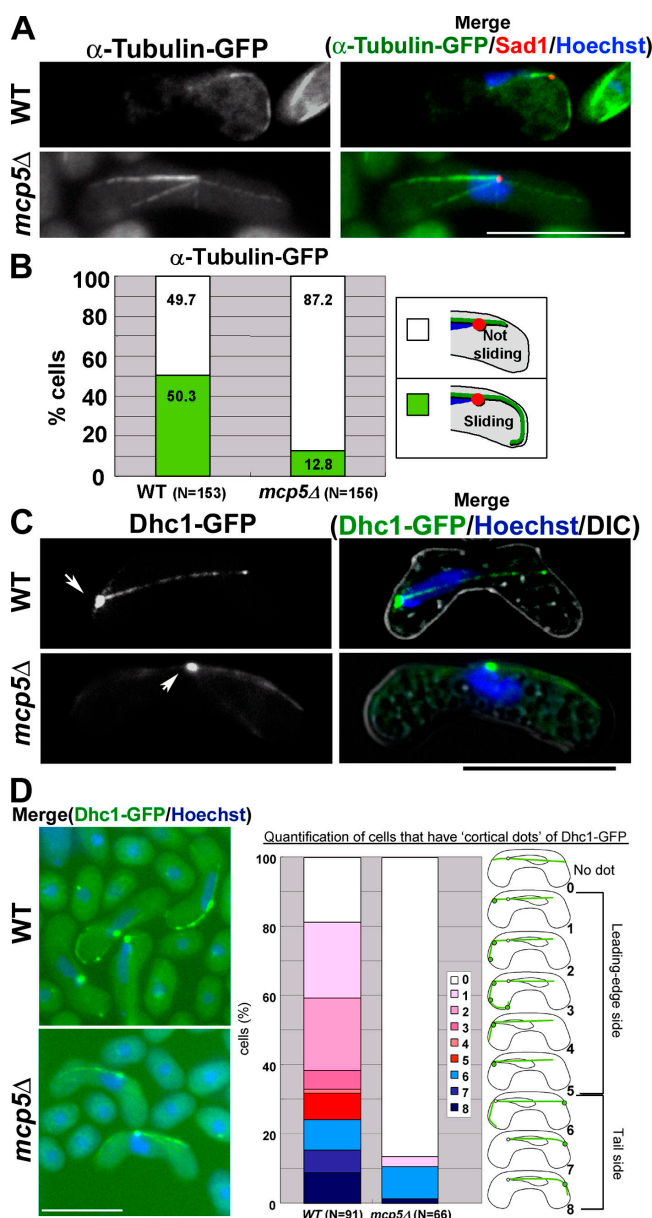 A
α-Tubulin-GFP
Merge
(α-Tubulin-GFP/Sad1/Hoechst)
WT
mcp5Δ
B
α-Tubulin-GFP
% cells
100
80
60
40
20
0
49.7
50.3
87.2
12.8
WT (N=153)
mcp5Δ (N=156)
Not
sliding
Sliding
C
Dhc1-GFP
Merge
(Dhc1-GFP/Hoechst/DIC)
WT
mcp5Δ
D
Merge(Dhc1-GFP/Hoechst)
WT
mcp5Δ
Quantification of cells that have 'cortical dots' of Dhc1-GFP
cells (%)
100
80
60
40
20
0
WT (N=91)
mcp5Δ (N=66)
0
1
2
3
4
5
6
7
8
No dot
0
1
2
3
4
5
6
7
8
Leading-edge side
Tail side